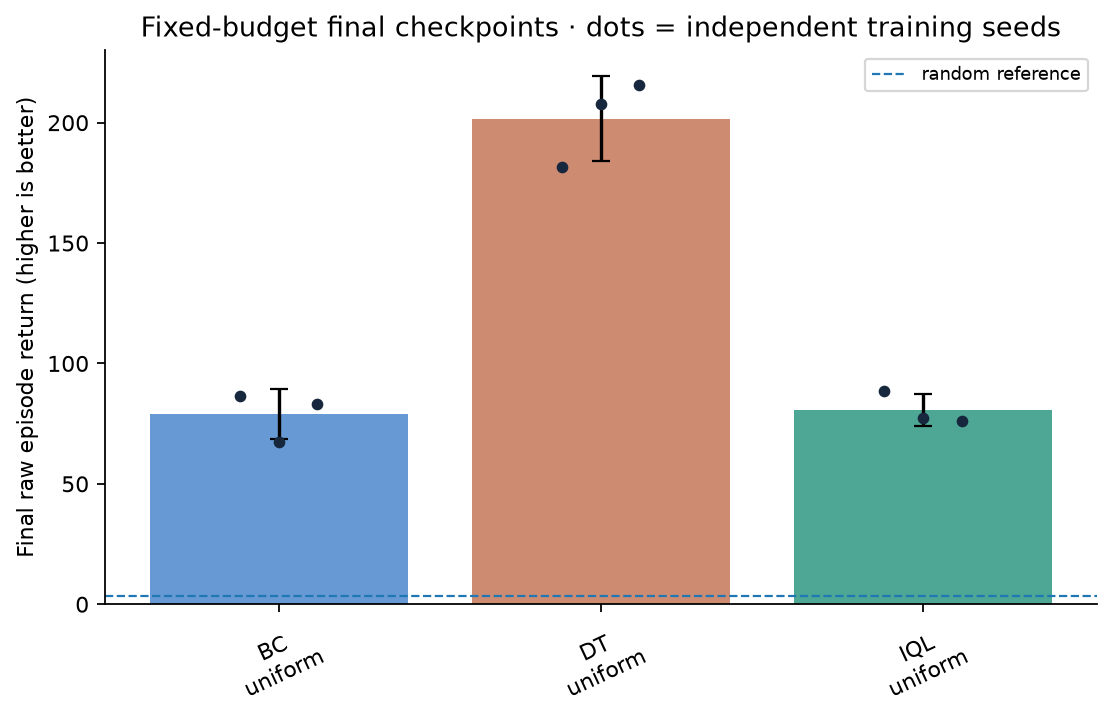 Fixed-budget final checkpoints · dots = independent training seeds
random reference
Final raw episode return (higher is better)
200
150
100
50
0
BC
uniform
DT
uniform
IQL
uniform